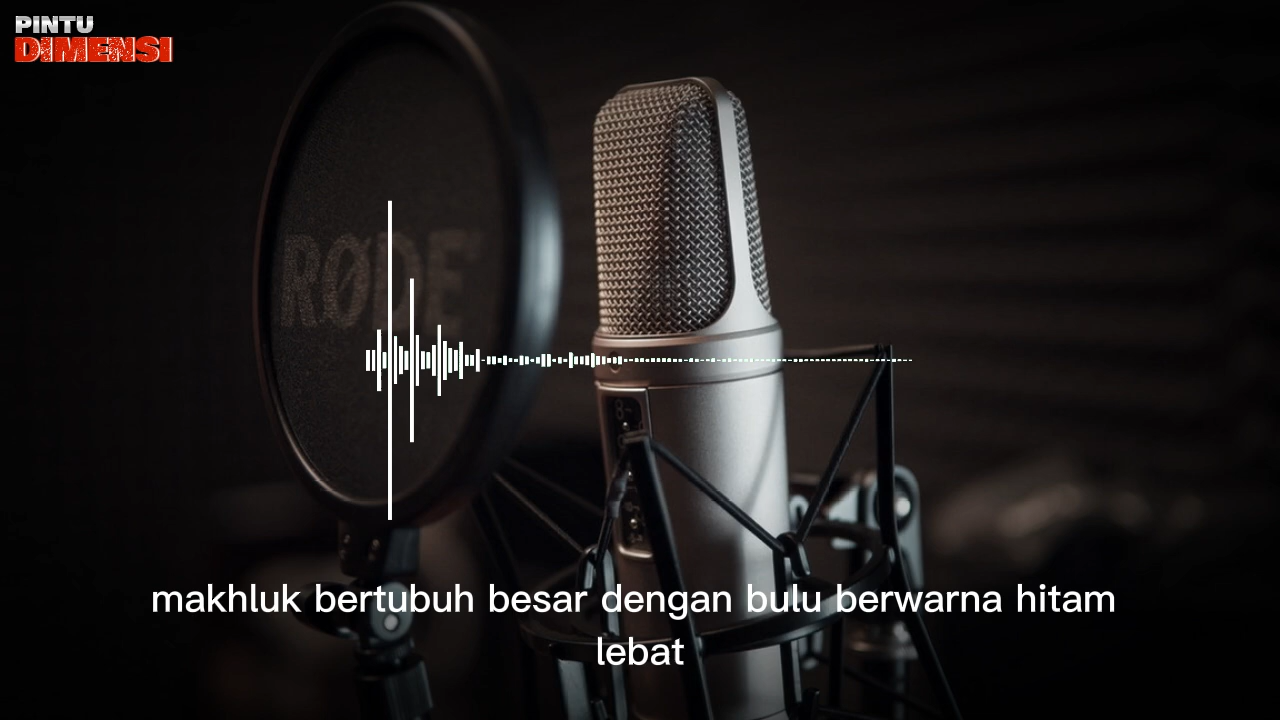 PINTU
DIMENSI
RØDE
makhluk bertubuh besar dengan bulu berwarna hitam
lebat